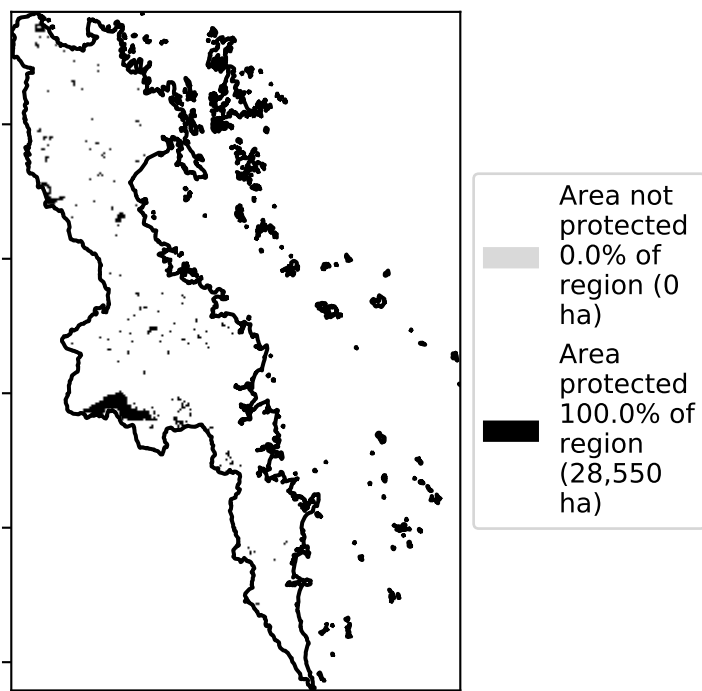 Area not
protected
0.0% of
region (0
ha)
Area
protected
100.0% of
region
(28,550
ha)